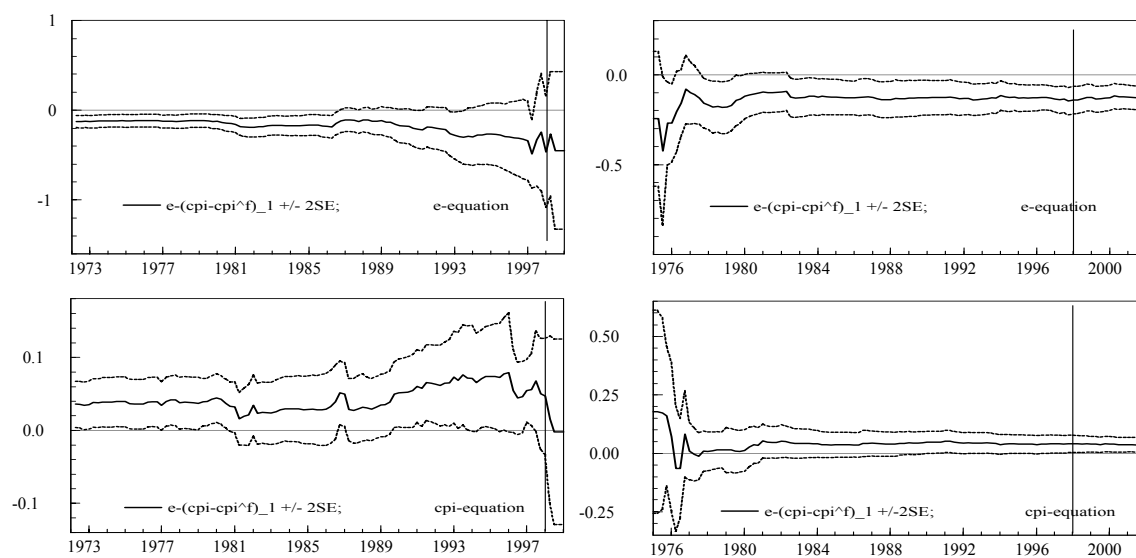 1
0
-1
e-(cpi-cpi^f)_1 +/- 2SE; e-equation
1973 1977 1981 1985 1989 1993 1997
0.0
-0.5
e-(cpi-cpi^f)_1 +/- 2SE; e-equation
1976 1980 1984 1988 1992 1996 2000
0.1
0.0
-0.1
e-(cpi-cpi^f)_1 +/- 2SE; cpi-equation
1973 1977 1981 1985 1989 1993 1997
0.50
0.25
0.00
-0.25
e-(cpi-cpi^f)_1 +/-2SE; cpi-equation
1976 1980 1984 1988 1992 1996 2000